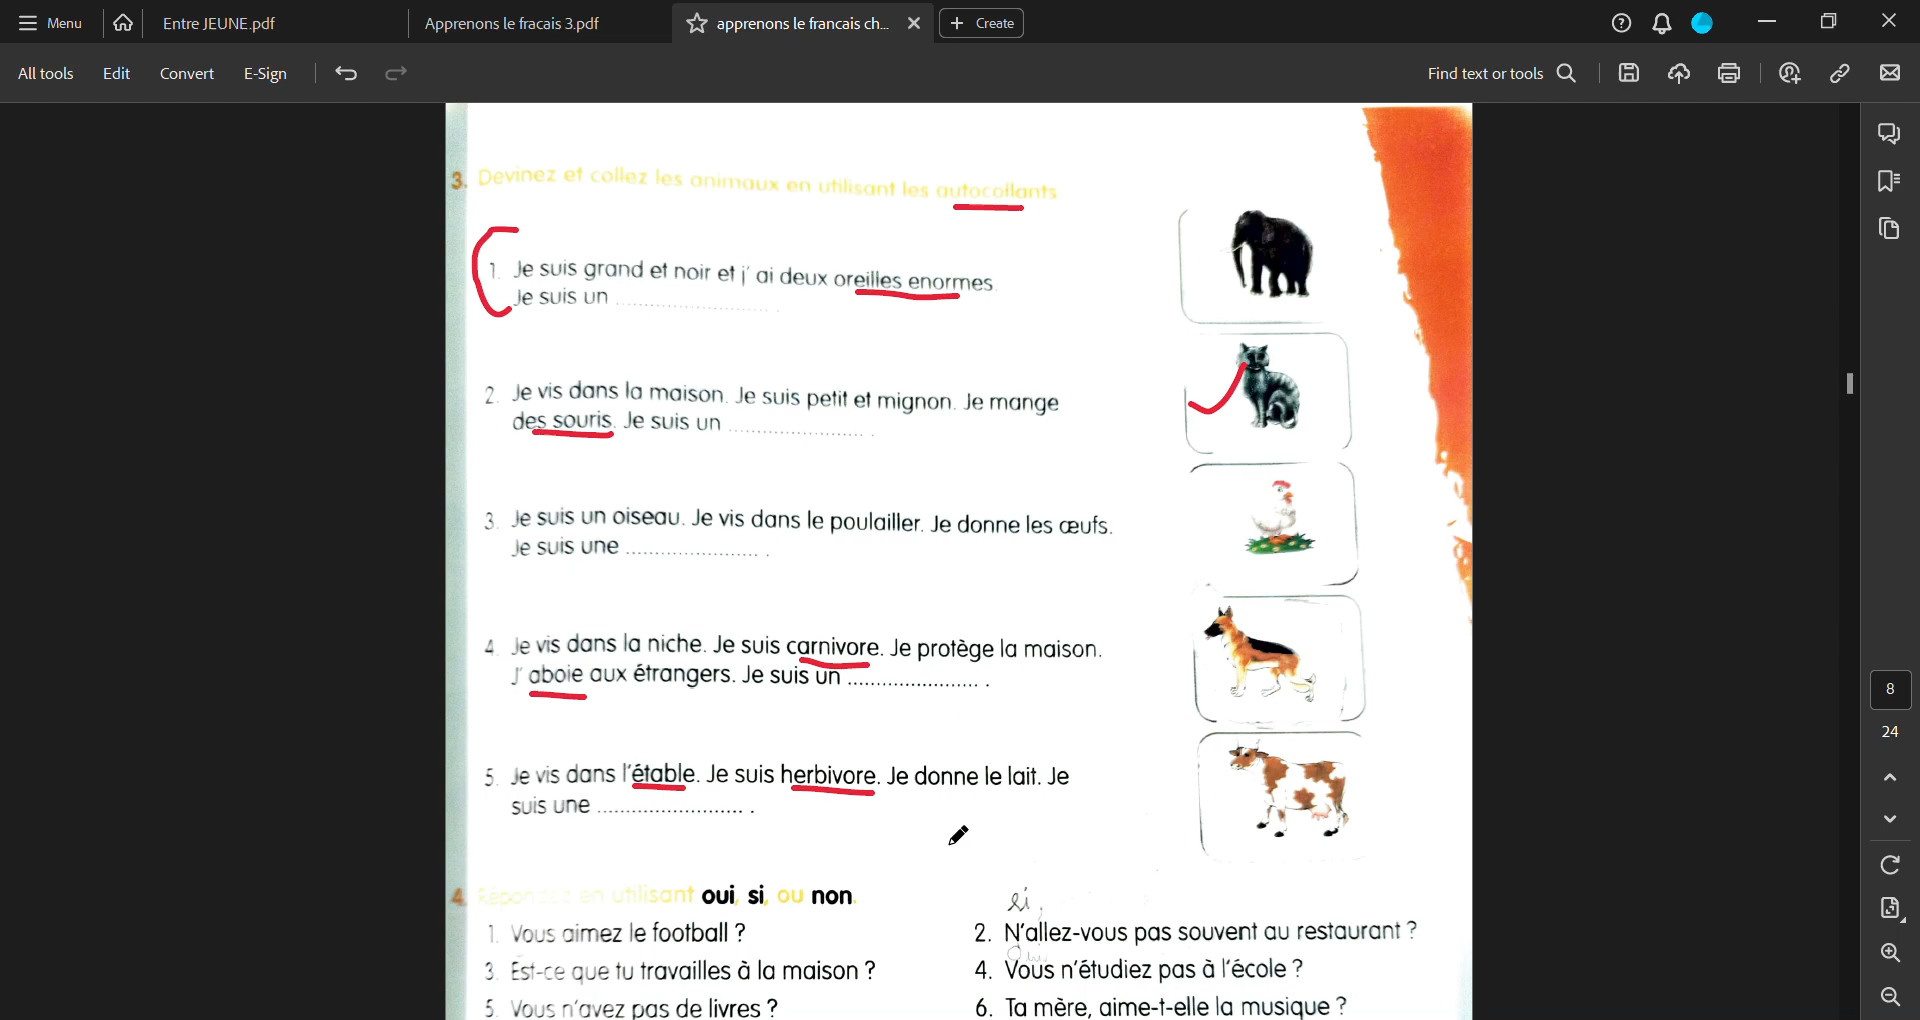 Menu
Entre JEUNE.pdf
Apprenons le fracais 3.pdf
apprenons le francais ch...
Create
All tools
Edit
Convert
E-Sign
Find text or tools
3. Devinez et collez les animaux en utilisant les autocollants
1. Je suis grand et noir et j' ai deux oreilles enormes.
Je suis un .................... .
2. Je vis dans la maison. Je suis petit et mignon. Je mange
des souris. Je suis un .................... .
3. Je suis un oiseau. Je vis dans le poulailler. Je donne les œufs.
Je suis une .................... .
4. Je vis dans la niche. Je suis carnivore. Je protège la maison.
J' aboie aux étrangers. Je suis un .................... .
5. Je vis dans l'étable. Je suis herbivore. Je donne le lait. Je
suis une .................... .
4. Répondez en utilisant oui, si, ou non.
si,
1. Vous aimez le football ?
2. N'allez-vous pas souvent au restaurant ?
3. Est-ce que tu travailles à la maison ?
4. Vous n'étudiez pas à l'école ?
5. Vous n'avez pas de livres ?
6. Ta mère, aime-t-elle la musique ?
8
24